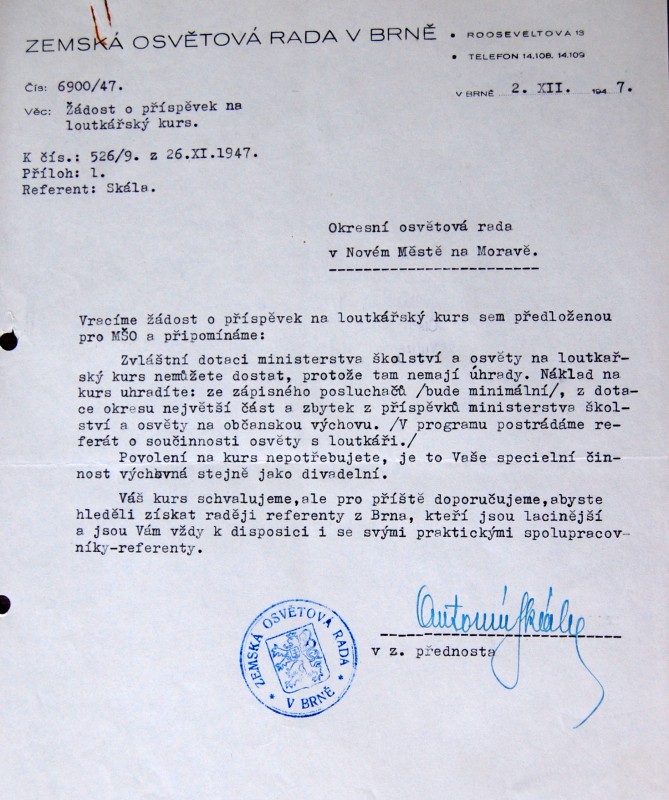 ZEMSKÁ OSVĚTOVÁ RADA V BRNĚ • ROOSEVELTOVA 13
• TELEFON 14.108, 14.109
Čís: 6900/47.
V BRNĚ 2. XII. 1947.
Věc: Žádost o příspěvek na
loutkářský kurs.
K čís.: 526/9. z 26.XI.1947.
Příloh: 1.
Referent: Skála.
Okresní osvětová rada
v Novém Městě na Moravě.
Vracíme žádost o příspěvek na loutkářský kurs sem předloženou
pro MŠO a připomínáme:
Zvláštní dotaci ministerstva školství a osvěty na loutkař-
ský kurs nemůžete dostat, protože tam nemají úhrady. Náklad na
kurs uhradíte: ze zápisného posluchačů /bude minimální/, z dota-
ce okresu největší část a zbytek z příspěvků ministerstva škol-
ství a osvěty na občanskou výchovu. /V programu postrádáme re-
ferát o součinnosti osvěty s loutkáři./
Povolení na kurs nepotřebujete, je to Vaše specielní čin-
nost výchovná stejně jako divadelní.
Váš kurs schvalujeme,ale pro příště doporučujeme,abyste
hleděli získat raději referenty z Brna, kteří jsou lacinější
a jsou Vám vždy k disposici i se svými praktickými spolupracov-
níky-referenty.
Antonín Skála
v z. přednosta
ZEMSKÁ OSVĚTOVÁ RADA
* V BRNĚ *